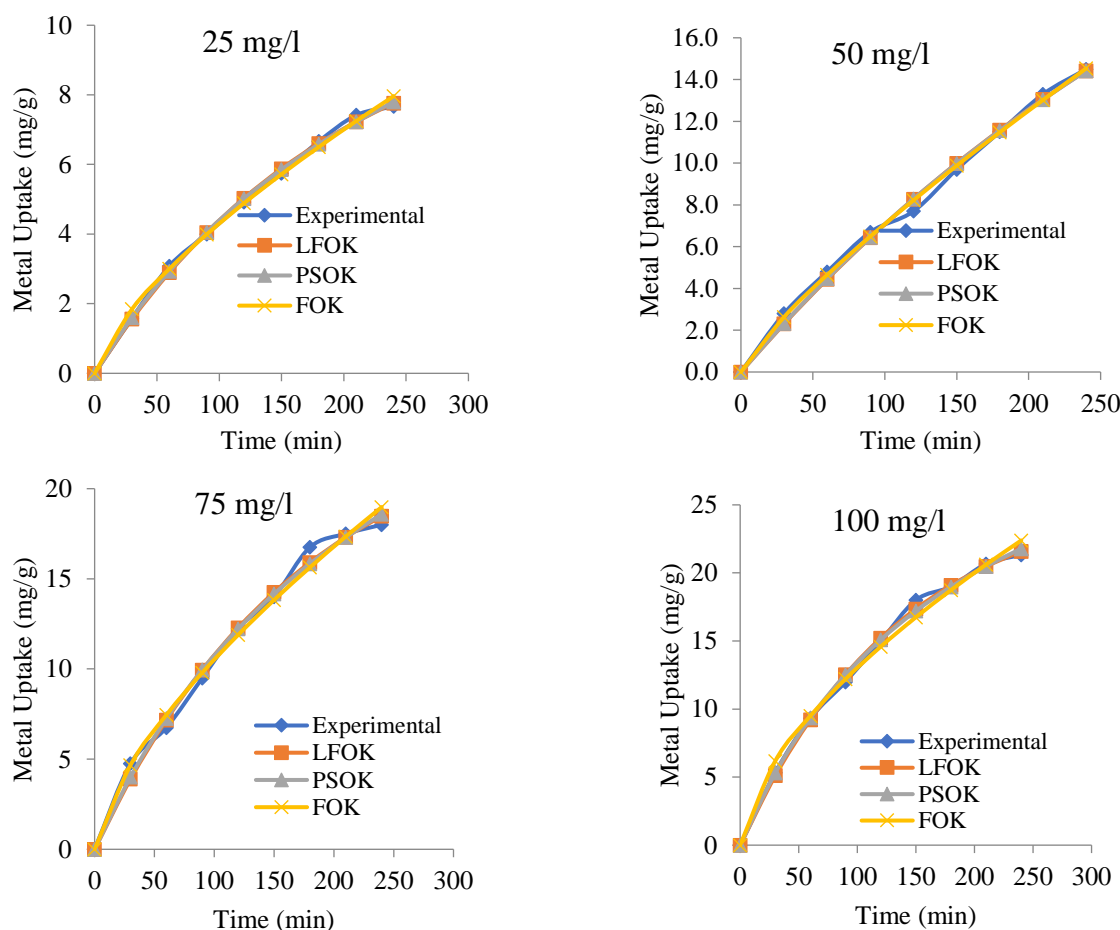 25 mg/l
Metal Uptake (mg/g)
10
8
6
4
2
0
Experimental
LFOK
PSOK
FOK
0 50 100 150 200 250 300
Time (min)
50 mg/l
Metal Uptake (mg/g)
16.0
14.0
12.0
10.0
8.0
6.0
4.0
2.0
0.0
Experimental
LFOK
PSOK
FOK
0 50 100 150 200 250
Time (min)
75 mg/l
Metal Uptake (mg/g)
20
15
10
5
0
Experimental
LFOK
PSOK
FOK
0 50 100 150 200 250 300
Time (min)
100 mg/l
Metal Uptake (mg/g)
25
20
15
10
5
0
Experimental
LFOK
PSOK
FOK
0 50 100 150 200 250 300
Time (min)